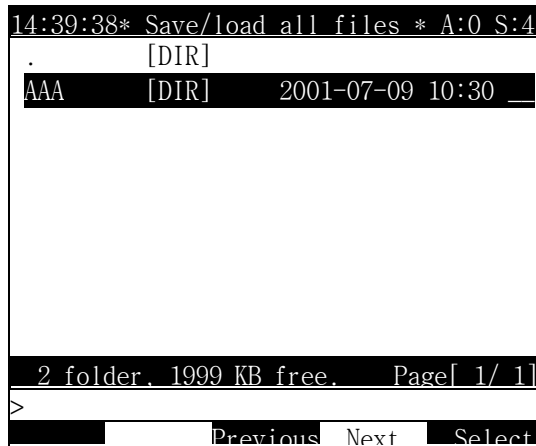 14:39:38* Save/load all files * A:0 S:4
. [DIR]
AAA [DIR] 2001-07-09 10:30 __
2 folder, 1999 KB free. Page[ 1/ 1]
>
Previous Next Select